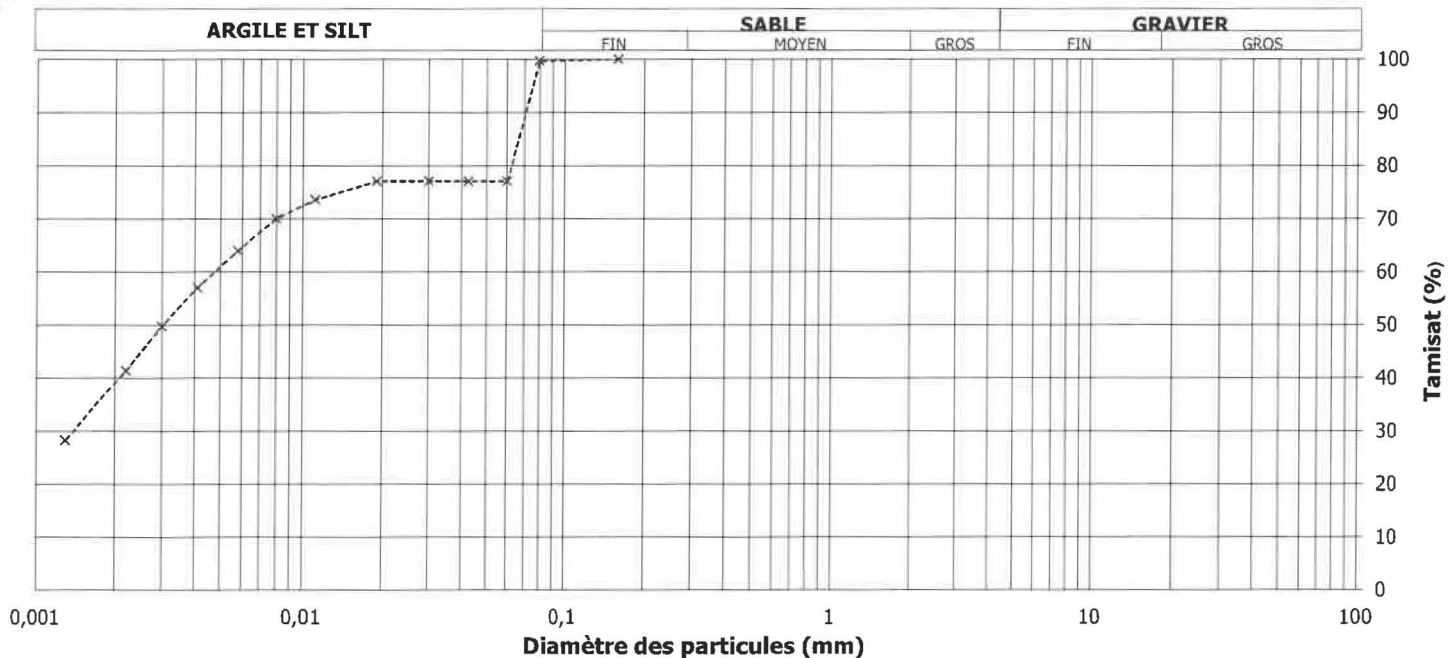 ARGILE ET SILT
SABLE
GRAVIER
FIN
MOYEN
GROS
FIN
GROS
100
90
80
70
60
50
40
30
20
10
0
Tamisat (%)
0,001
0,01
0,1
1
10
100
Diamètre des particules (mm)